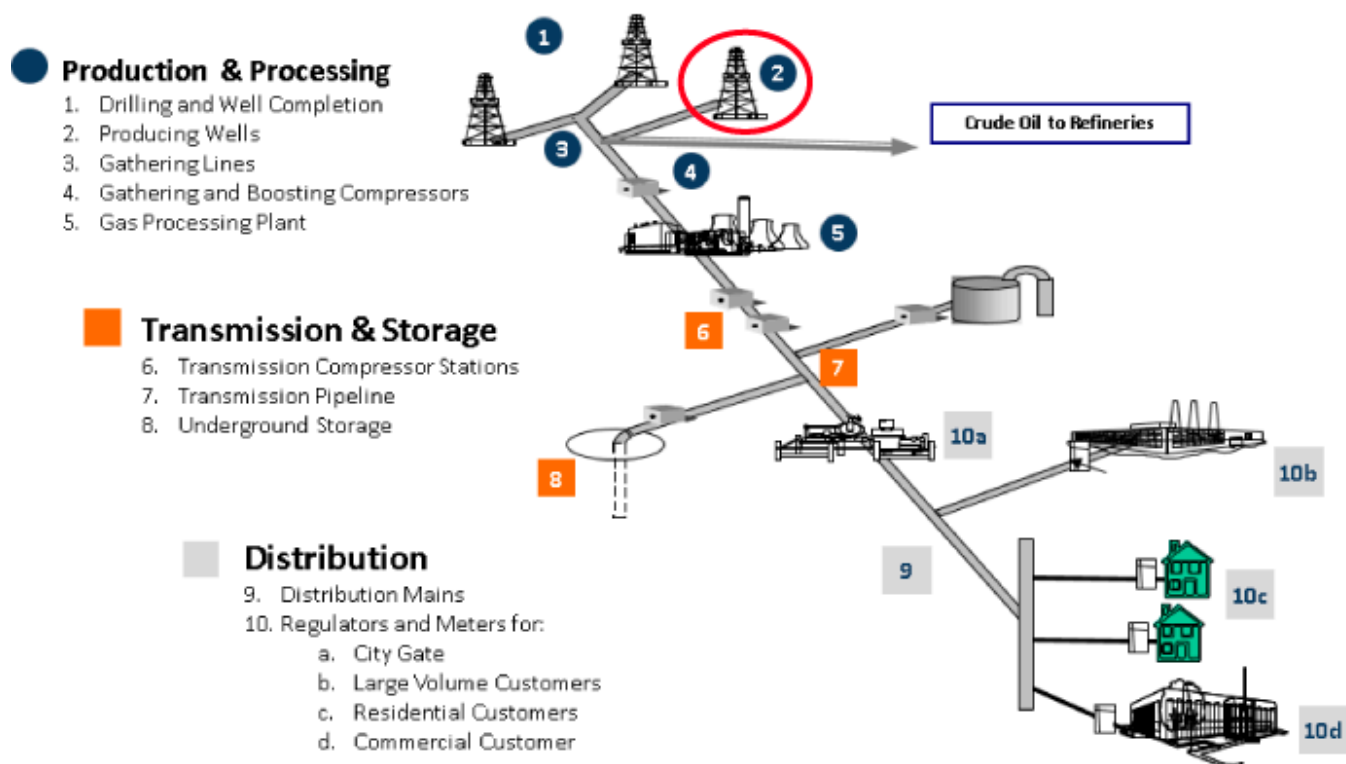 Production & Processing
1. Drilling and Well Completion
2. Producing Wells
3. Gathering Lines
4. Gathering and Boosting Compressors
5. Gas Processing Plant
Transmission & Storage
6. Transmission Compressor Stations
7. Transmission Pipeline
8. Underground Storage
Distribution
9. Distribution Mains
10. Regulators and Meters for:
a. City Gate
b. Large Volume Customers
c. Residential Customers
d. Commercial Customer
1
2
Crude Oil to Refineries
3
4
5
6
7
8
10a
10b
9
10c
10d